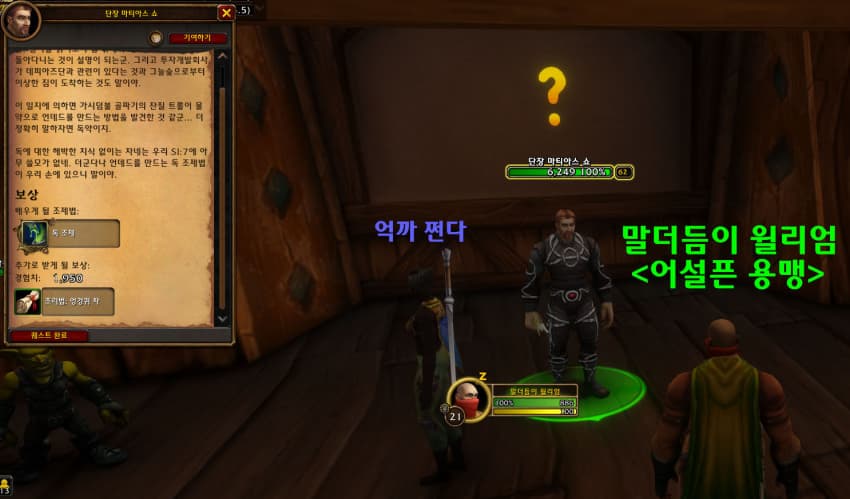 단장 마티아스 쇼
.5)
기여하기
돌아다니는 것이 설명이 되는군. 그리고 투자개발회사
가 데피아즈단과 관련이 있다는 것과 그늘숲으로부터
이상한 짐이 도착하는 것도 말이야.
이 일지에 의하면 가시덤불 골짜기의 잔질 트롤이 물
약으로 언데드를 만드는 방법을 발견한 것 같군... 더
정확히 말하자면 독약이지.
독에 대한 해박한 지식 없이는 자네는 우리 SI:7에 아
무 쓸모가 없네. 더군다나 언데드를 만드는 독 조제법
이 우리 손에 있으니 말이야.
보상
배우게 될 조제법:
독 조제
추가로 받게 될 보상:
경험치: 1,950
조리법: 엉겅퀴 차
퀘스트 완료
?
단장 마티아스 쇼
6,249 100% 62
억까 쩐다
말더듬이 윌리엄
<어설픈 용맹>
Z
말더듬이 윌리엄
100% 886
100
21
13